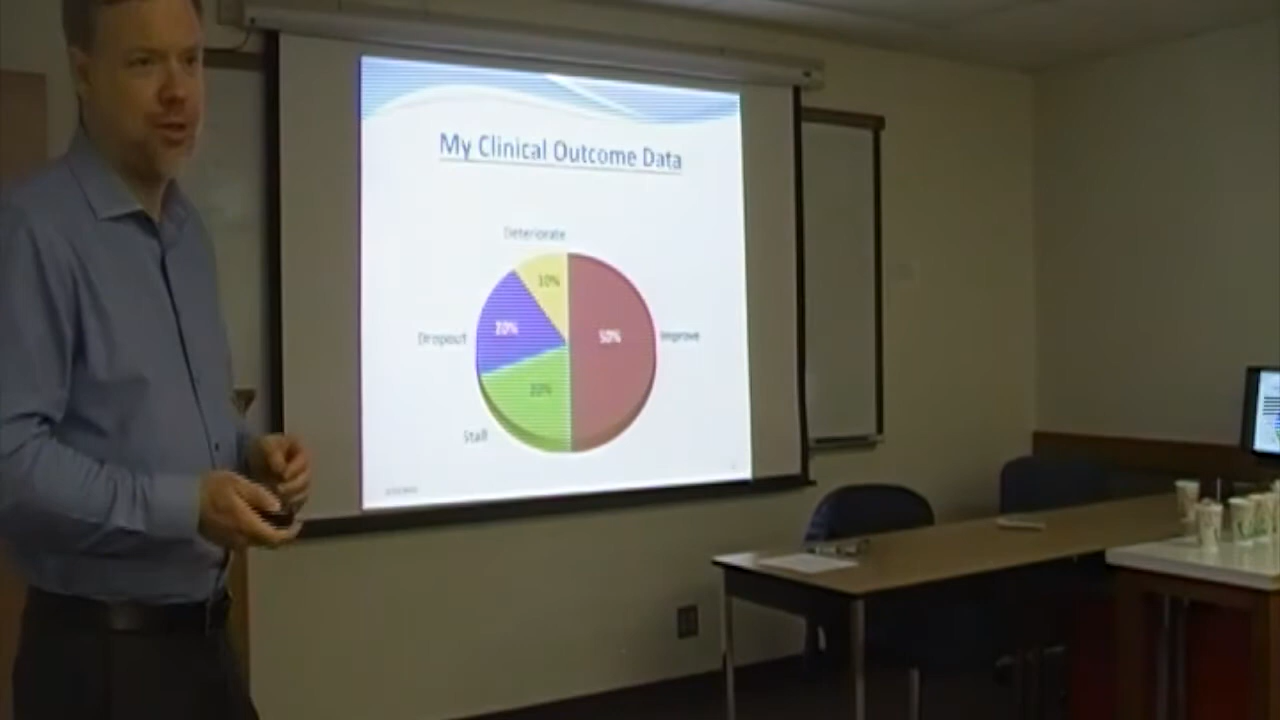 My Clinical Outcome Data
Deteriorate
10%
20%
Dropout
50%
Improve
20%
Stall